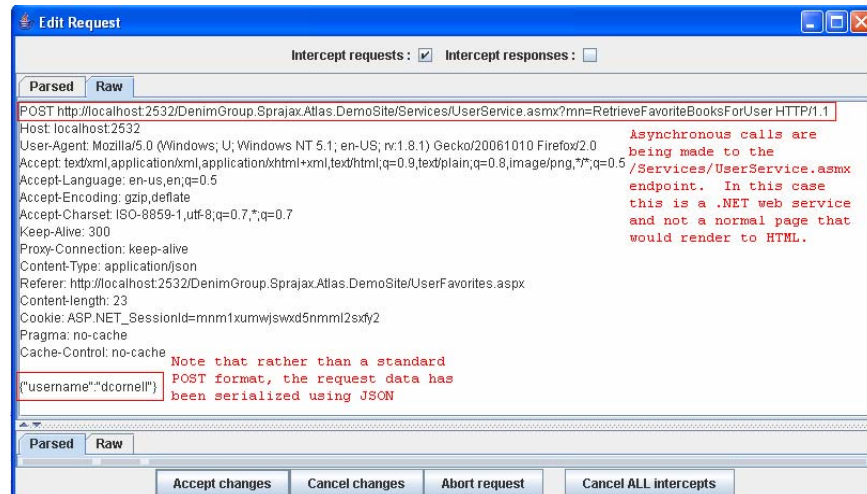 Edit Request
Intercept requests : Intercept responses :
Parsed Raw
POST http://localhost:2532/DenimGroup.Sprajax.Atlas.DemoSite/Services/UserService.asmx?mn=RetrieveFavoriteBooksForUser HTTP/1.1
Host: localhost:2532
User-Agent: Mozilla/5.0 (Windows; U; Windows NT 5.1; en-US; rv:1.8.1) Gecko/20061010 Firefox/2.0
Accept: text/xml,application/xml,application/xhtml+xml,text/html;q=0.9,text/plain;q=0.8,image/png,*/*;q=0.5
Accept-Language: en-us,en;q=0.5
Accept-Encoding: gzip,deflate
Accept-Charset: ISO-8859-1,utf-8;q=0.7,*;q=0.7
Keep-Alive: 300
Proxy-Connection: keep-alive
Content-Type: application/json
Referer: http://localhost:2532/DenimGroup.Sprajax.Atlas.DemoSite/UserFavorites.aspx
Content-length: 23
Cookie: ASP.NET_SessionId=mnm1xumwjswxd5nmml2sxfy2
Pragma: no-cache
Cache-Control: no-cache
{"username":"dcornell"}
Asynchronous calls are
being made to the
/Services/UserService.asmx
endpoint. In this case
this is a .NET web service
and not a normal page that
would render to HTML.
Note that rather than a standard
POST format, the request data has
been serialized using JSON
Parsed Raw
Accept changes Cancel changes Abort request Cancel ALL intercepts